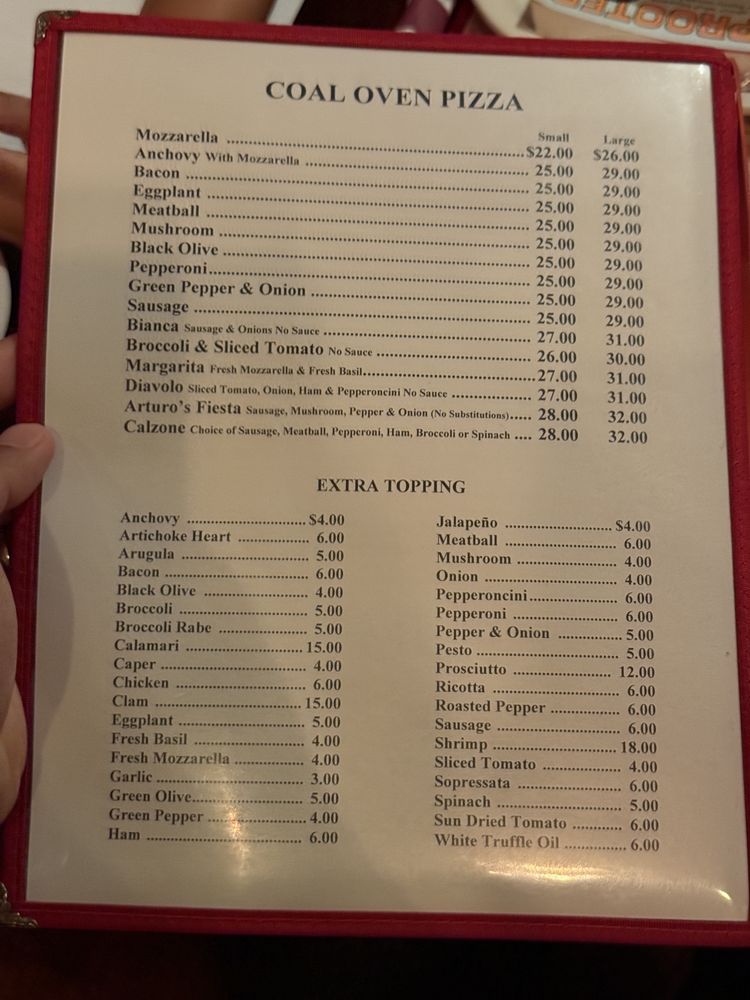 PROOTE
COAL OVEN PIZZA
Small Large
Mozzarella ........ $22.00 $26.00
Anchovy With Mozzarella ........ 25.00 29.00
Bacon ........ 25.00 29.00
Eggplant ........ 25.00 29.00
Meatball ........ 25.00 29.00
Mushroom ........ 25.00 29.00
Black Olive ........ 25.00 29.00
Pepperoni ........ 25.00 29.00
Green Pepper & Onion ........ 25.00 29.00
Sausage ........ 25.00 29.00
Bianca Sausage & Onions No Sauce ........ 27.00 31.00
Broccoli & Sliced Tomato No Sauce ........ 26.00 30.00
Margarita Fresh Mozzarella & Fresh Basil ........ 27.00 31.00
Diavolo Sliced Tomato, Onion, Ham & Pepperoncini No Sauce ........ 27.00 31.00
Arturo's Fiesta Sausage, Mushroom, Pepper & Onion (No Substitutions) ..... 28.00 32.00
Calzone Choice of Sausage, Meatball, Pepperoni, Ham, Broccoli or Spinach .... 28.00 32.00
EXTRA TOPPING
Anchovy ........ $4.00
Artichoke Heart ........ 6.00
Arugula ........ 5.00
Bacon ........ 6.00
Black Olive ........ 4.00
Broccoli ........ 5.00
Broccoli Rabe ........ 5.00
Calamari ........ 15.00
Caper ........ 4.00
Chicken ........ 6.00
Clam ........ 15.00
Eggplant ........ 5.00
Fresh Basil ........ 4.00
Fresh Mozzarella ........ 4.00
Garlic ........ 3.00
Green Olive ........ 5.00
Green Pepper ........ 4.00
Ham ........ 6.00
Jalapeño ........ $4.00
Meatball ........ 6.00
Mushroom ........ 4.00
Onion ........ 4.00
Pepperoncini ........ 6.00
Pepperoni ........ 6.00
Pepper & Onion ........ 5.00
Pesto ........ 5.00
Prosciutto ........ 12.00
Ricotta ........ 6.00
Roasted Pepper ........ 6.00
Sausage ........ 6.00
Shrimp ........ 18.00
Sliced Tomato ........ 4.00
Sopressata ........ 6.00
Spinach ........ 5.00
Sun Dried Tomato ........ 6.00
White Truffle Oil ........ 6.00